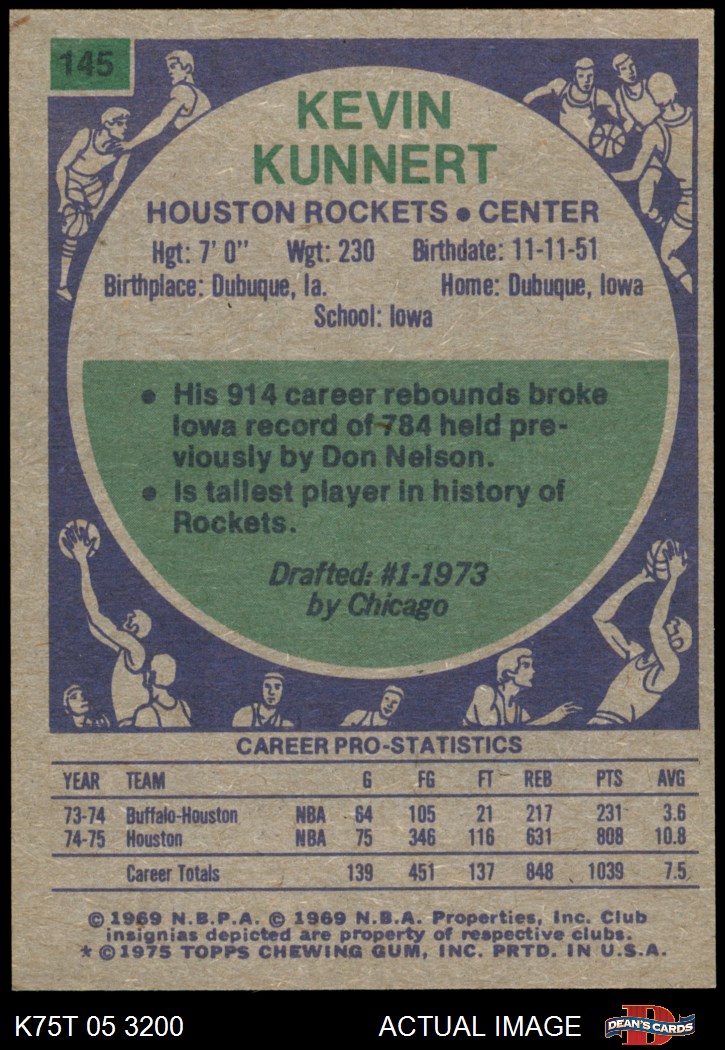 145
KEVIN
KUNNERT
HOUSTON ROCKETS • CENTER
Hgt: 7' 0" Wgt: 230 Birthdate: 11-11-51
Birthplace: Dubuque, Ia. Home: Dubuque, Iowa
School: Iowa
• His 914 career rebounds broke
Iowa record of 784 held pre-
viously by Don Nelson.
• Is tallest player in history of
Rockets.
Drafted: #1-1973
by Chicago
CAREER PRO-STATISTICS
YEAR TEAM G FG FT REB PTS AVG
73-74 Buffalo-Houston NBA 64 105 21 217 231 3.6
74-75 Houston NBA 75 346 116 631 808 10.8
Career Totals 139 451 137 848 1039 7.5
© 1969 N.B.P.A. © 1969 N.B.A. Properties, Inc. Club
insignias depicted are property of respective clubs.
* © 1975 TOPPS CHEWING GUM, INC. PRTD. IN U.S.A.
K75T 05 3200 ACTUAL IMAGE
D
DEAN'S CARDS